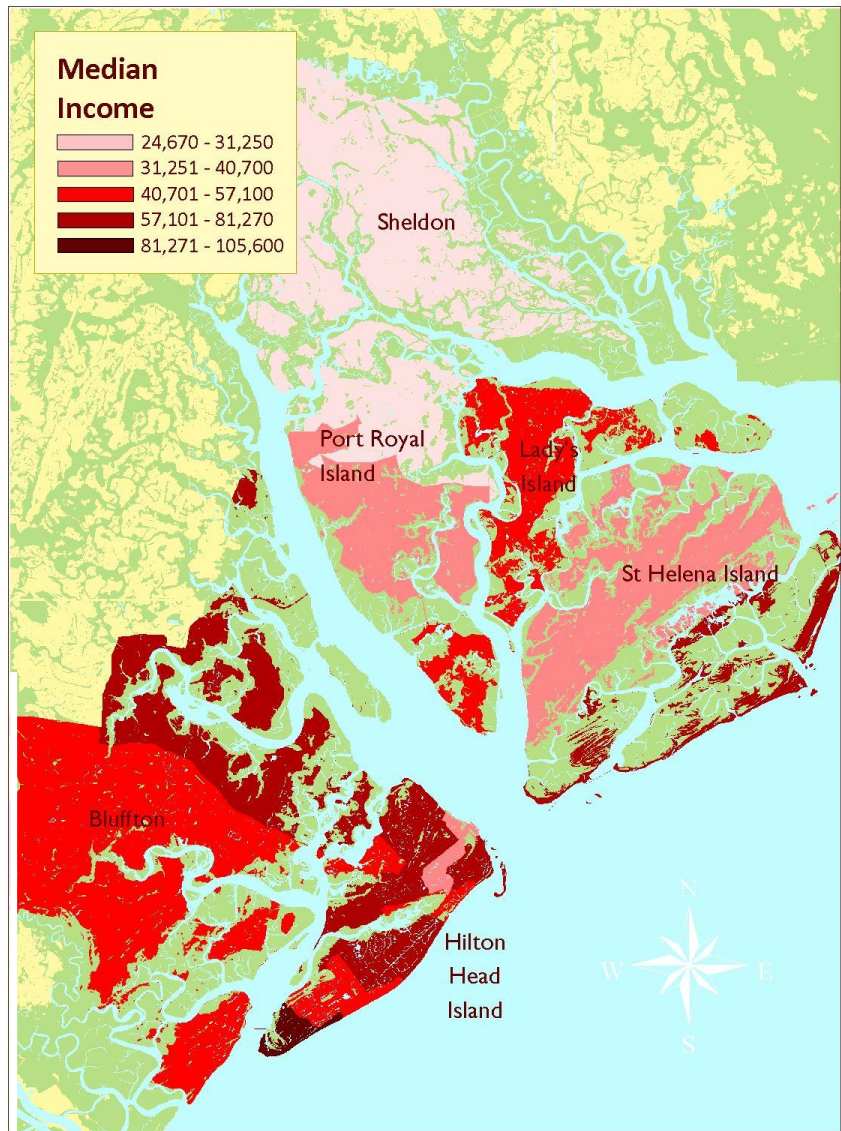 Median
Income
24,670 - 31,250
31,251 - 40,700
40,701 - 57,100
57,101 - 81,270
81,271 - 105,600
Sheldon
Port Royal
Island
Lady's
Island
St Helena Island
Bluffton
Hilton
Head
Island
N
W
E
S